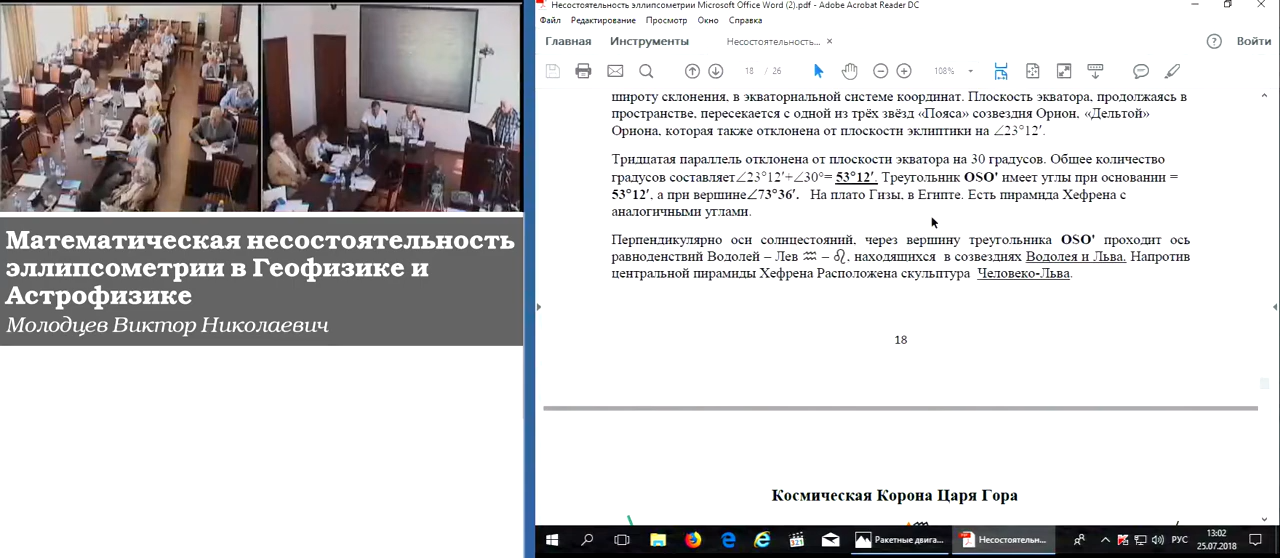 Математическая несостоятельность
эллипсометрии в Геофизике и
Астрофизике
Молодцев Виктор Николаевич
Несостоятельность эллипсометрии Microsoft Office Word (2).pdf - Adobe Acrobat Reader DC
Файл Редактирование Просмотр Окно Справка
Главная Инструменты Несостоятельность... × Войти
18 / 26 108%
широту склонения, в экваториальной системе координат. Плоскость экватора, продолжаясь в
пространстве, пересекается с одной из трёх звёзд «Пояса» созвездия Орион, «Дельтой»
Ориона, которая также отклонена от плоскости эклиптики на ∠23°12′.
Тридцатая параллель отклонена от плоскости экватора на 30 градусов. Общее количество
градусов составляет∠23°12′+∠30°= 53°12′. Треугольник OSO' имеет углы при основании =
53°12′, а при вершине∠73°36′. На плато Гизы, в Египте. Есть пирамида Хефрена с
аналогичными углами.
Перпендикулярно оси солнцестояний, через вершину треугольника OSO' проходит ось
равноденствий Водолей – Лев ♒ – ♌, находящихся в созвездиях Водолея и Льва. Напротив
центральной пирамиды Хефрена Расположена скульптура Человеко-Льва.
18
Космическая Корона Царя Гора
321
Ракетные двига...
Несостоятельн...
РУС
13:02
25.07.2018